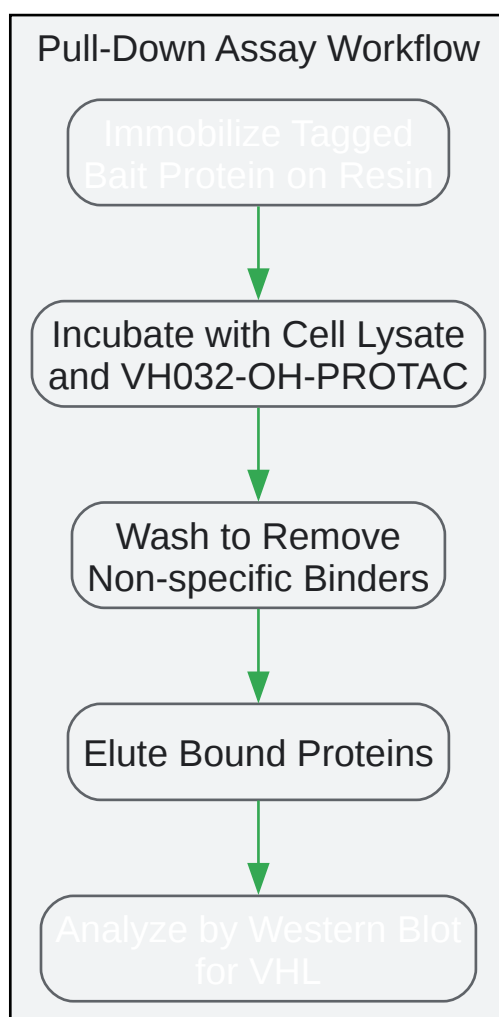 Pull-Down Assay Workflow
Immobilize Tagged
Bait Protein on Resin
Incubate with Cell Lysate
and VH032-OH-PROTAC
Wash to Remove
Non-specific Binders
Elute Bound Proteins
Analyze by Western Blot
for VHL